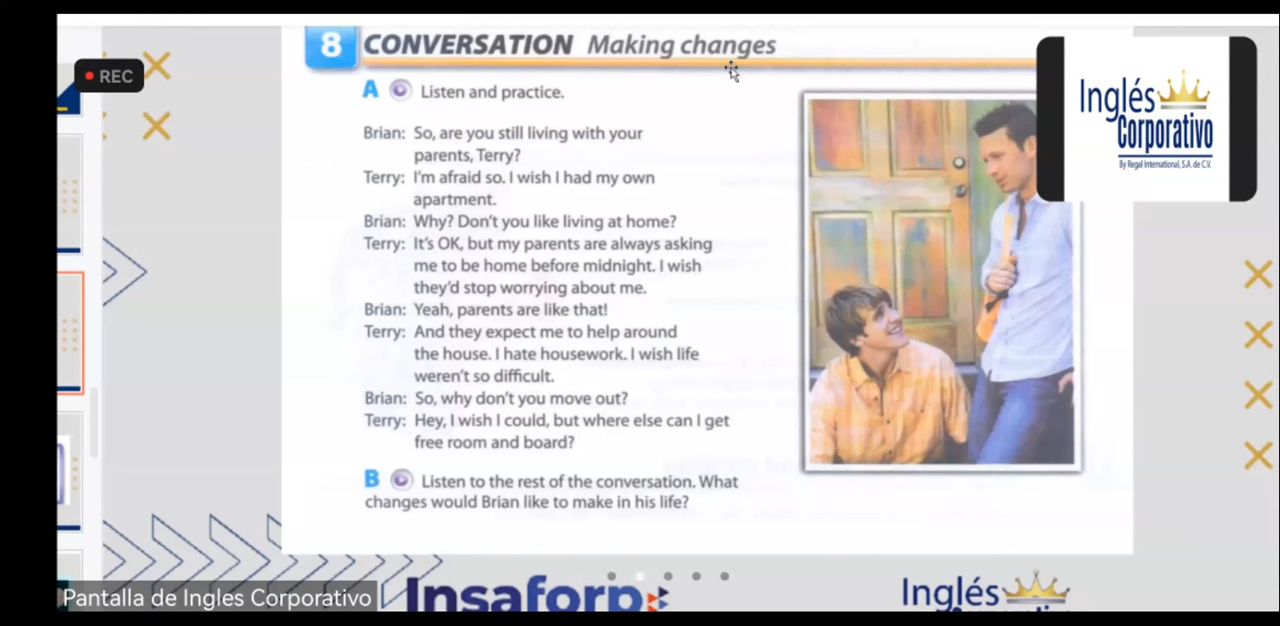 8 CONVERSATION Making changes
REC
A Listen and practice.
Brian: So, are you still living with your
parents, Terry?
Terry: I'm afraid so. I wish I had my own
apartment.
Brian: Why? Don't you like living at home?
Terry: It's OK, but my parents are always asking
me to be home before midnight. I wish
they'd stop worrying about me.
Brian: Yeah, parents are like that!
Terry: And they expect me to help around
the house. I hate housework. I wish life
weren't so difficult.
Brian: So, why don't you move out?
Terry: Hey, I wish I could, but where else can I get
free room and board?
B Listen to the rest of the conversation. What
changes would Brian like to make in his life?
Inglés
Corporativo
By Regal International, S.A. de C.V.
Pantalla de Ingles Corporativo
Insaforp
Inglés